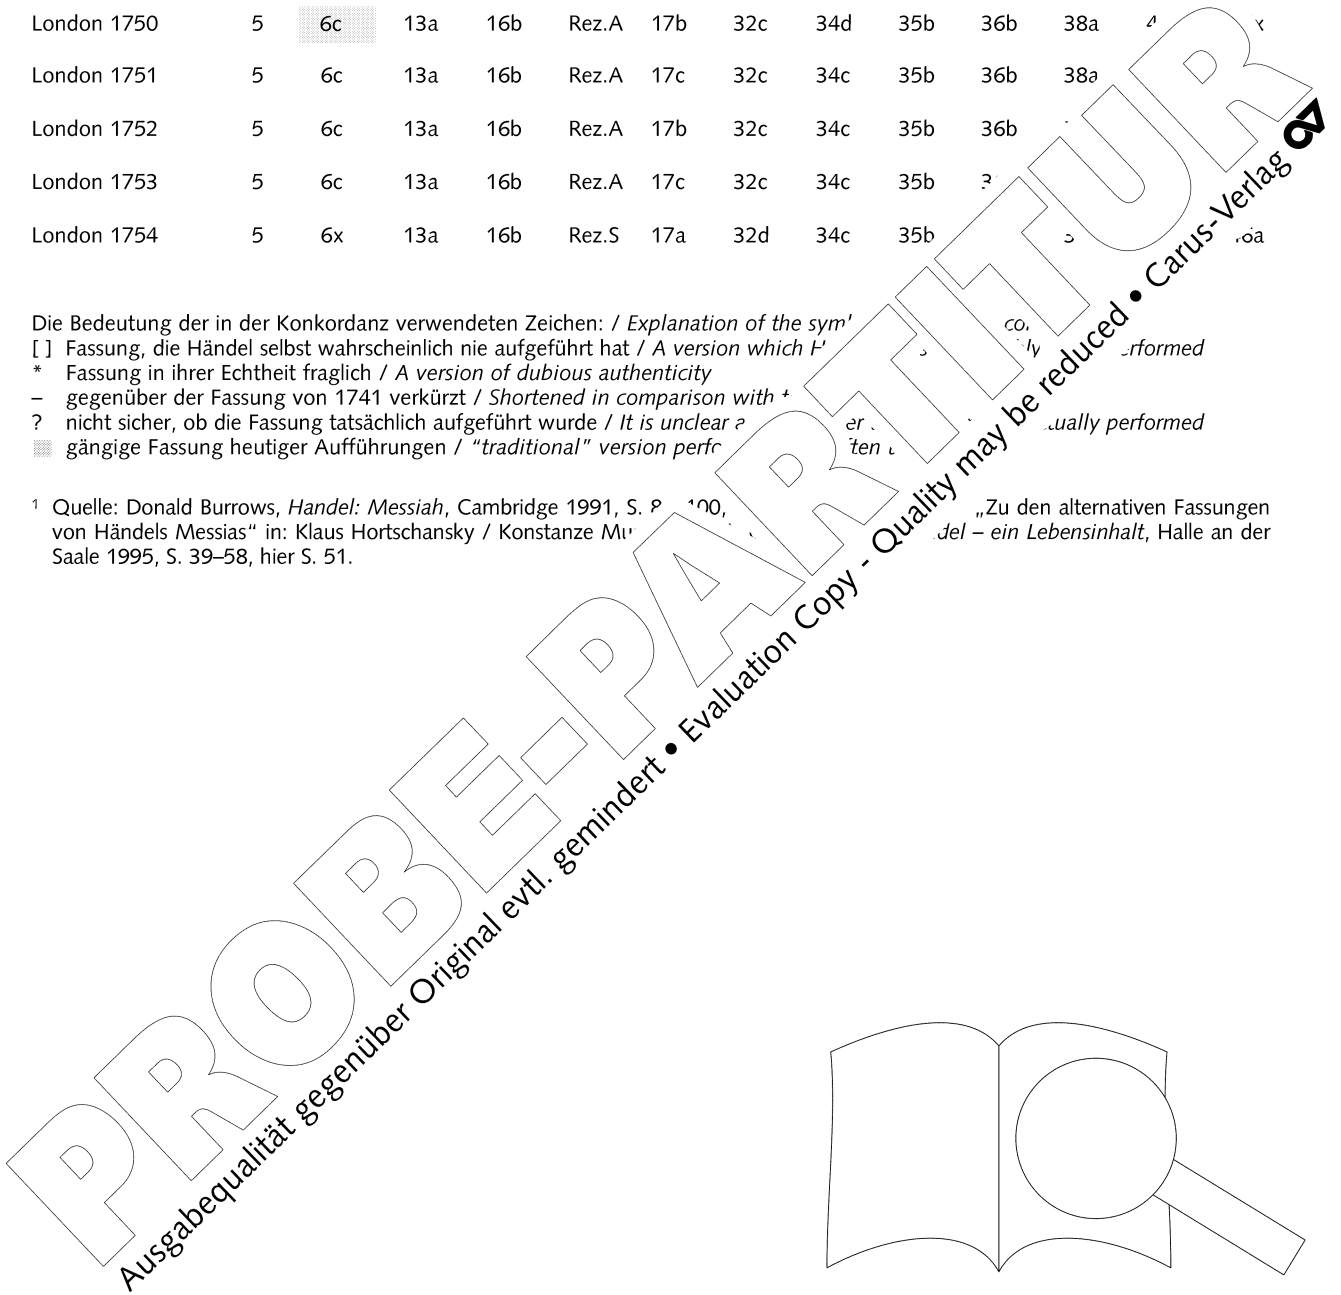 London 1750 5 6c 13a 16b Rez.A 17b 32c 34d 35b 36b 38a
London 1751 5 6c 13a 16b Rez.A 17c 32c 34c 35b 36b 38a
London 1752 5 6c 13a 16b Rez.A 17b 32c 34c 35b 36b
London 1753 5 6c 13a 16b Rez.A 17c 32c 34c 35b
London 1754 5 6x 13a 16b Rez.S 17a 32d 34c 35b
Die Bedeutung der in der Konkordanz verwendeten Zeichen: / Explanation of the
[ ] Fassung, die Händel selbst wahrscheinlich nie aufgeführt hat / A version which
* Fassung in ihrer Echtheit fraglich / A version of dubious authenticity
– gegenüber der Fassung von 1741 verkürzt / Shortened in comparison with
? nicht sicher, ob die Fassung tatsächlich aufgeführt wurde / It is unclear performed
gängige Fassung heutiger Aufführungen / “traditional” version
1 Quelle: Donald Burrows, Handel: Messiah, Cambridge 1991, S. „Zu den alternativen Fassungen
von Händels Messias“ in: Klaus Hortschansky / Konstanze – ein Lebensinhalt, Halle an der
Saale 1995, S. 39–58, hier S. 51.
PROBE-PARTITUR
Ausgabequalität gegenüber Original evtl. gemindert • Evaluation Copy - Quality may be reduced • Carus-Verlag